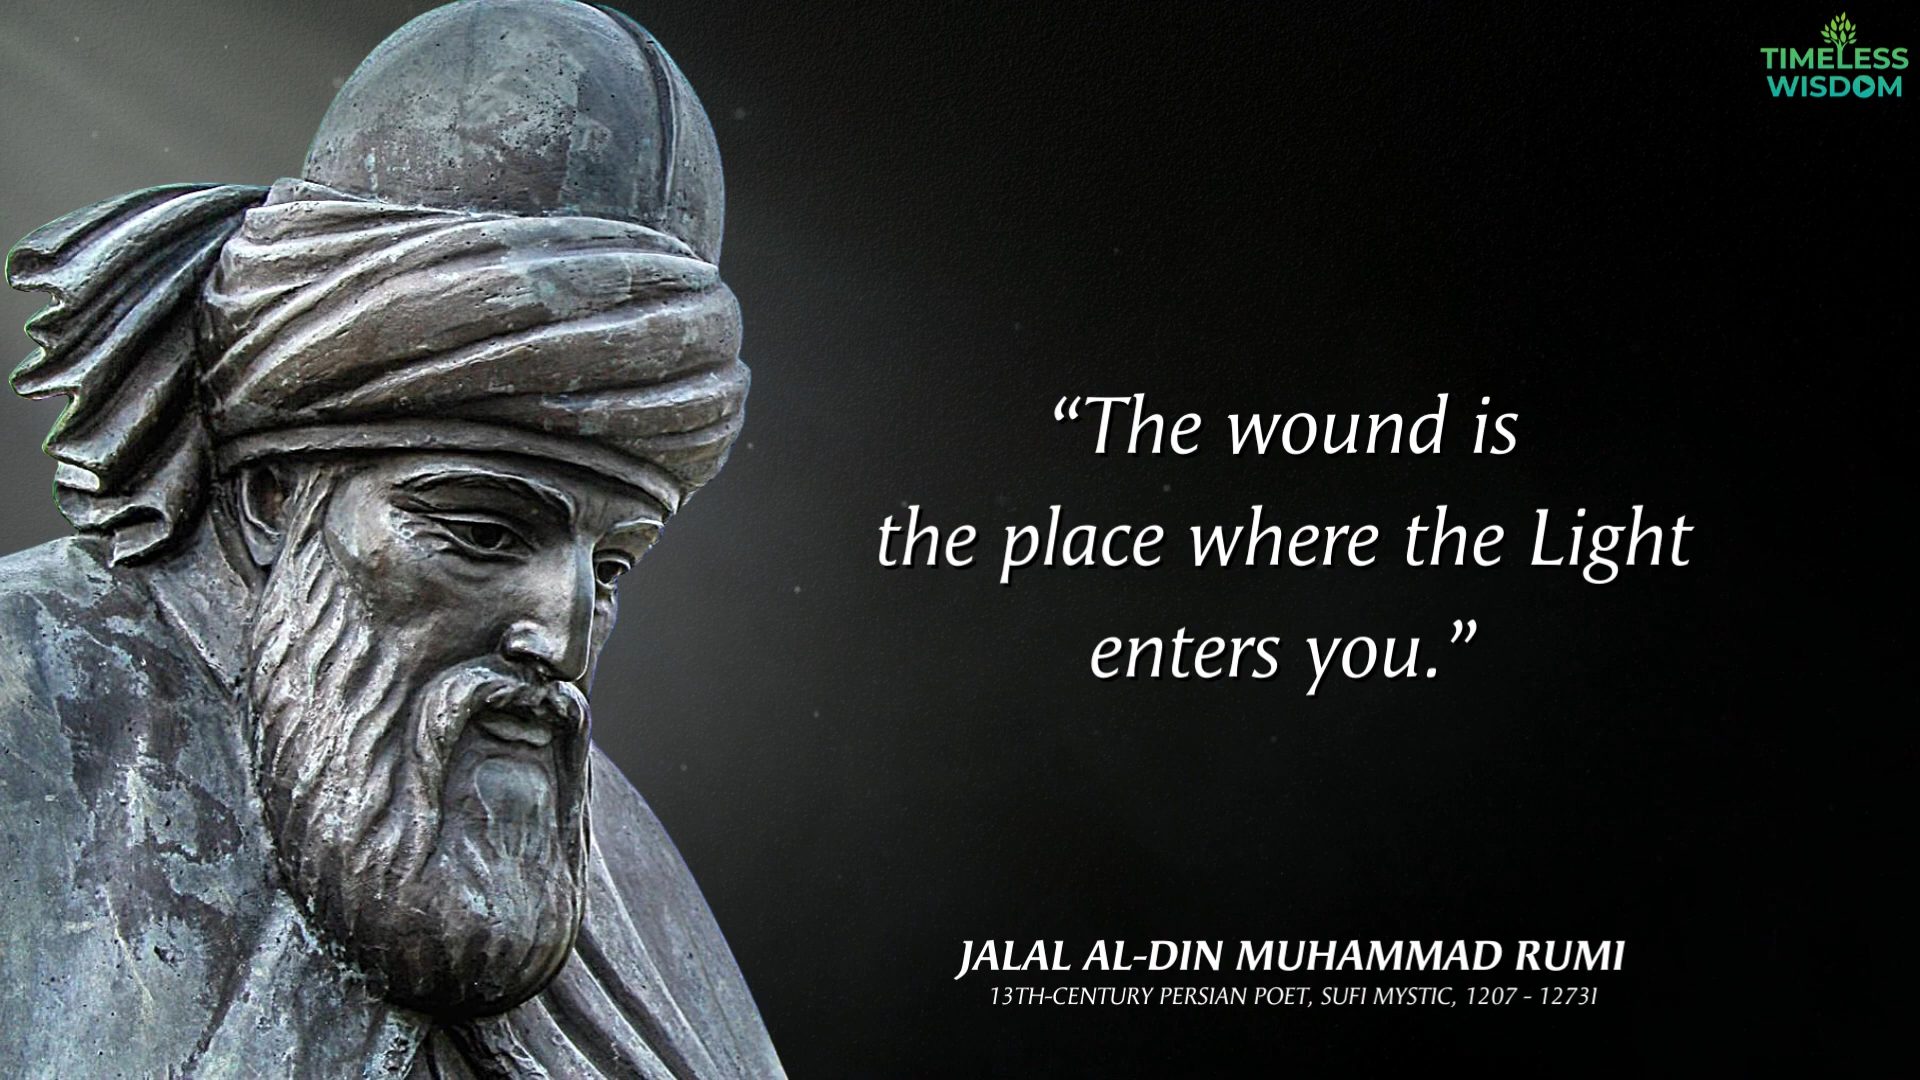 TIMELESS
WISDOM
“The wound is
the place where the Light
enters you.”
JALAL AL-DIN MUHAMMAD RUMI
13TH-CENTURY PERSIAN POET, SUFI MYSTIC, 1207 - 1273I